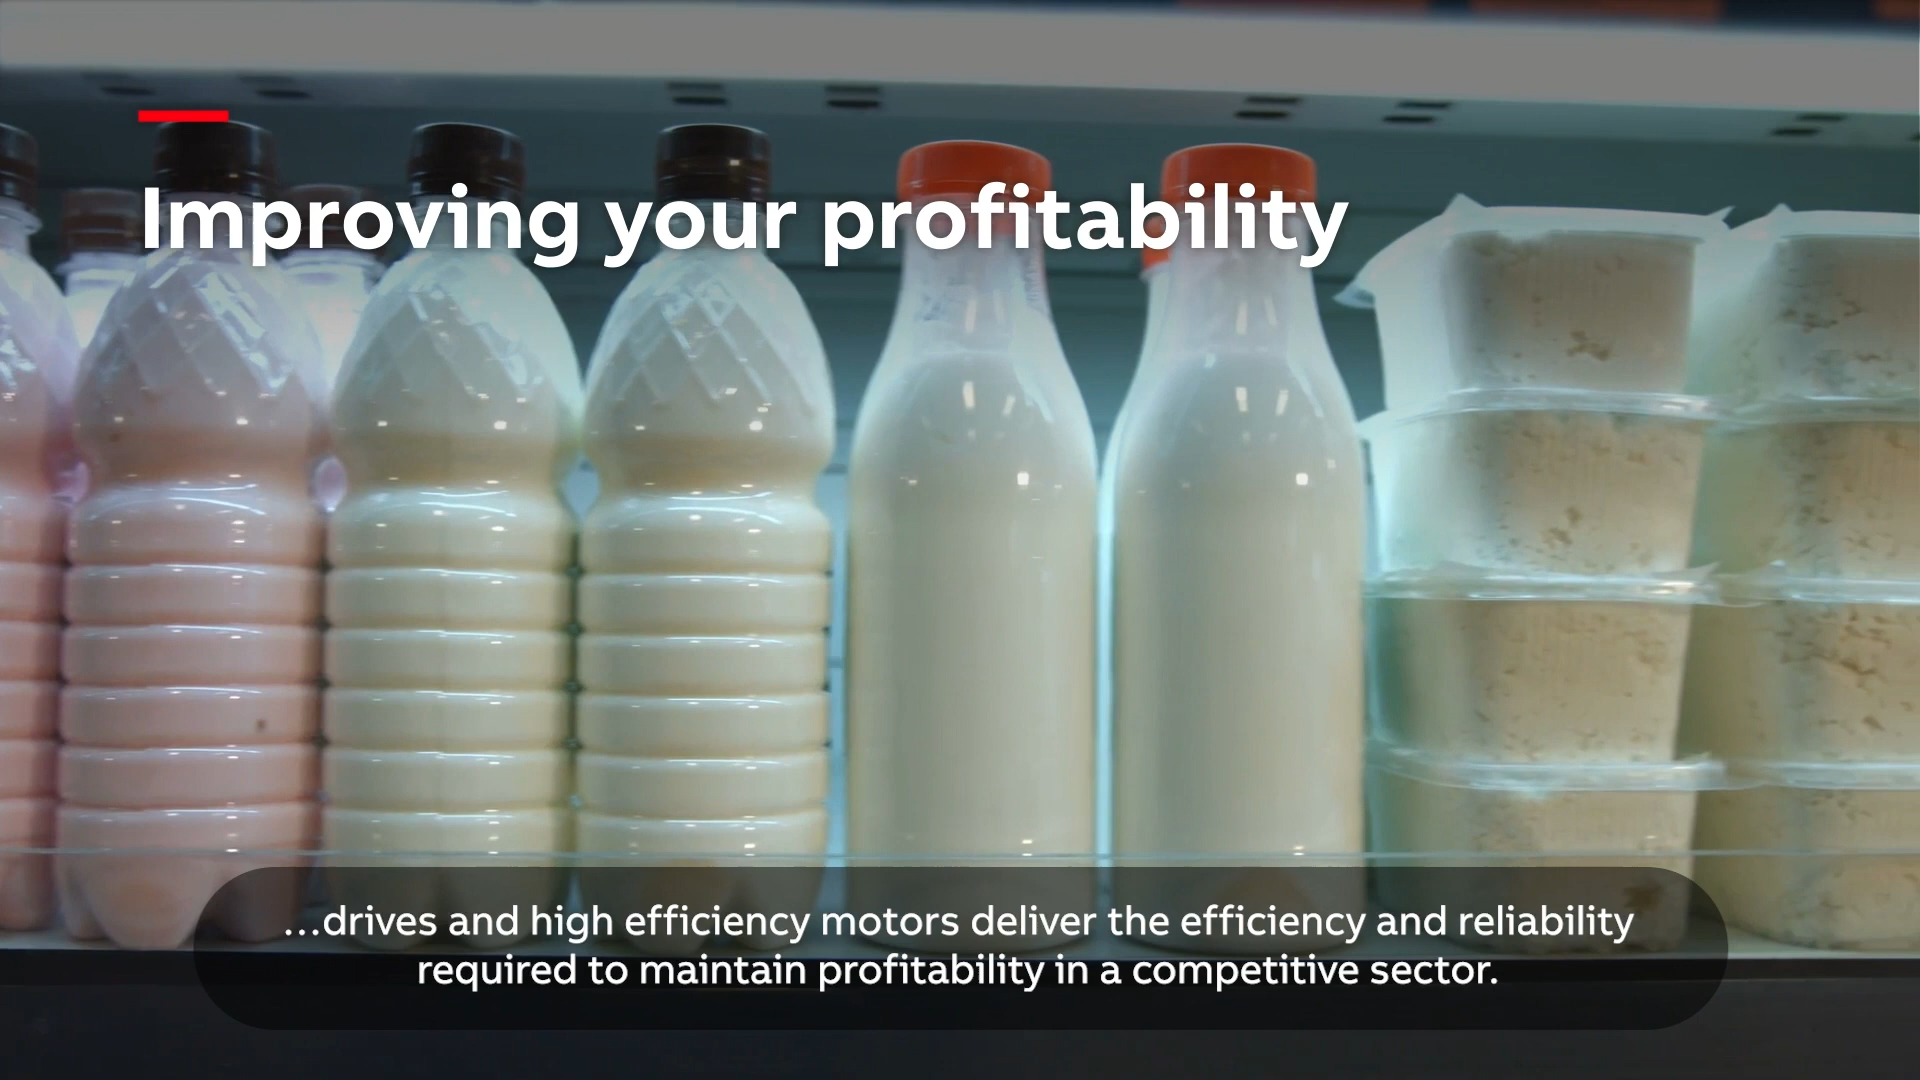 Improving your profitability
...drives and high efficiency motors deliver the efficiency and reliability
required to maintain profitability in a competitive sector.